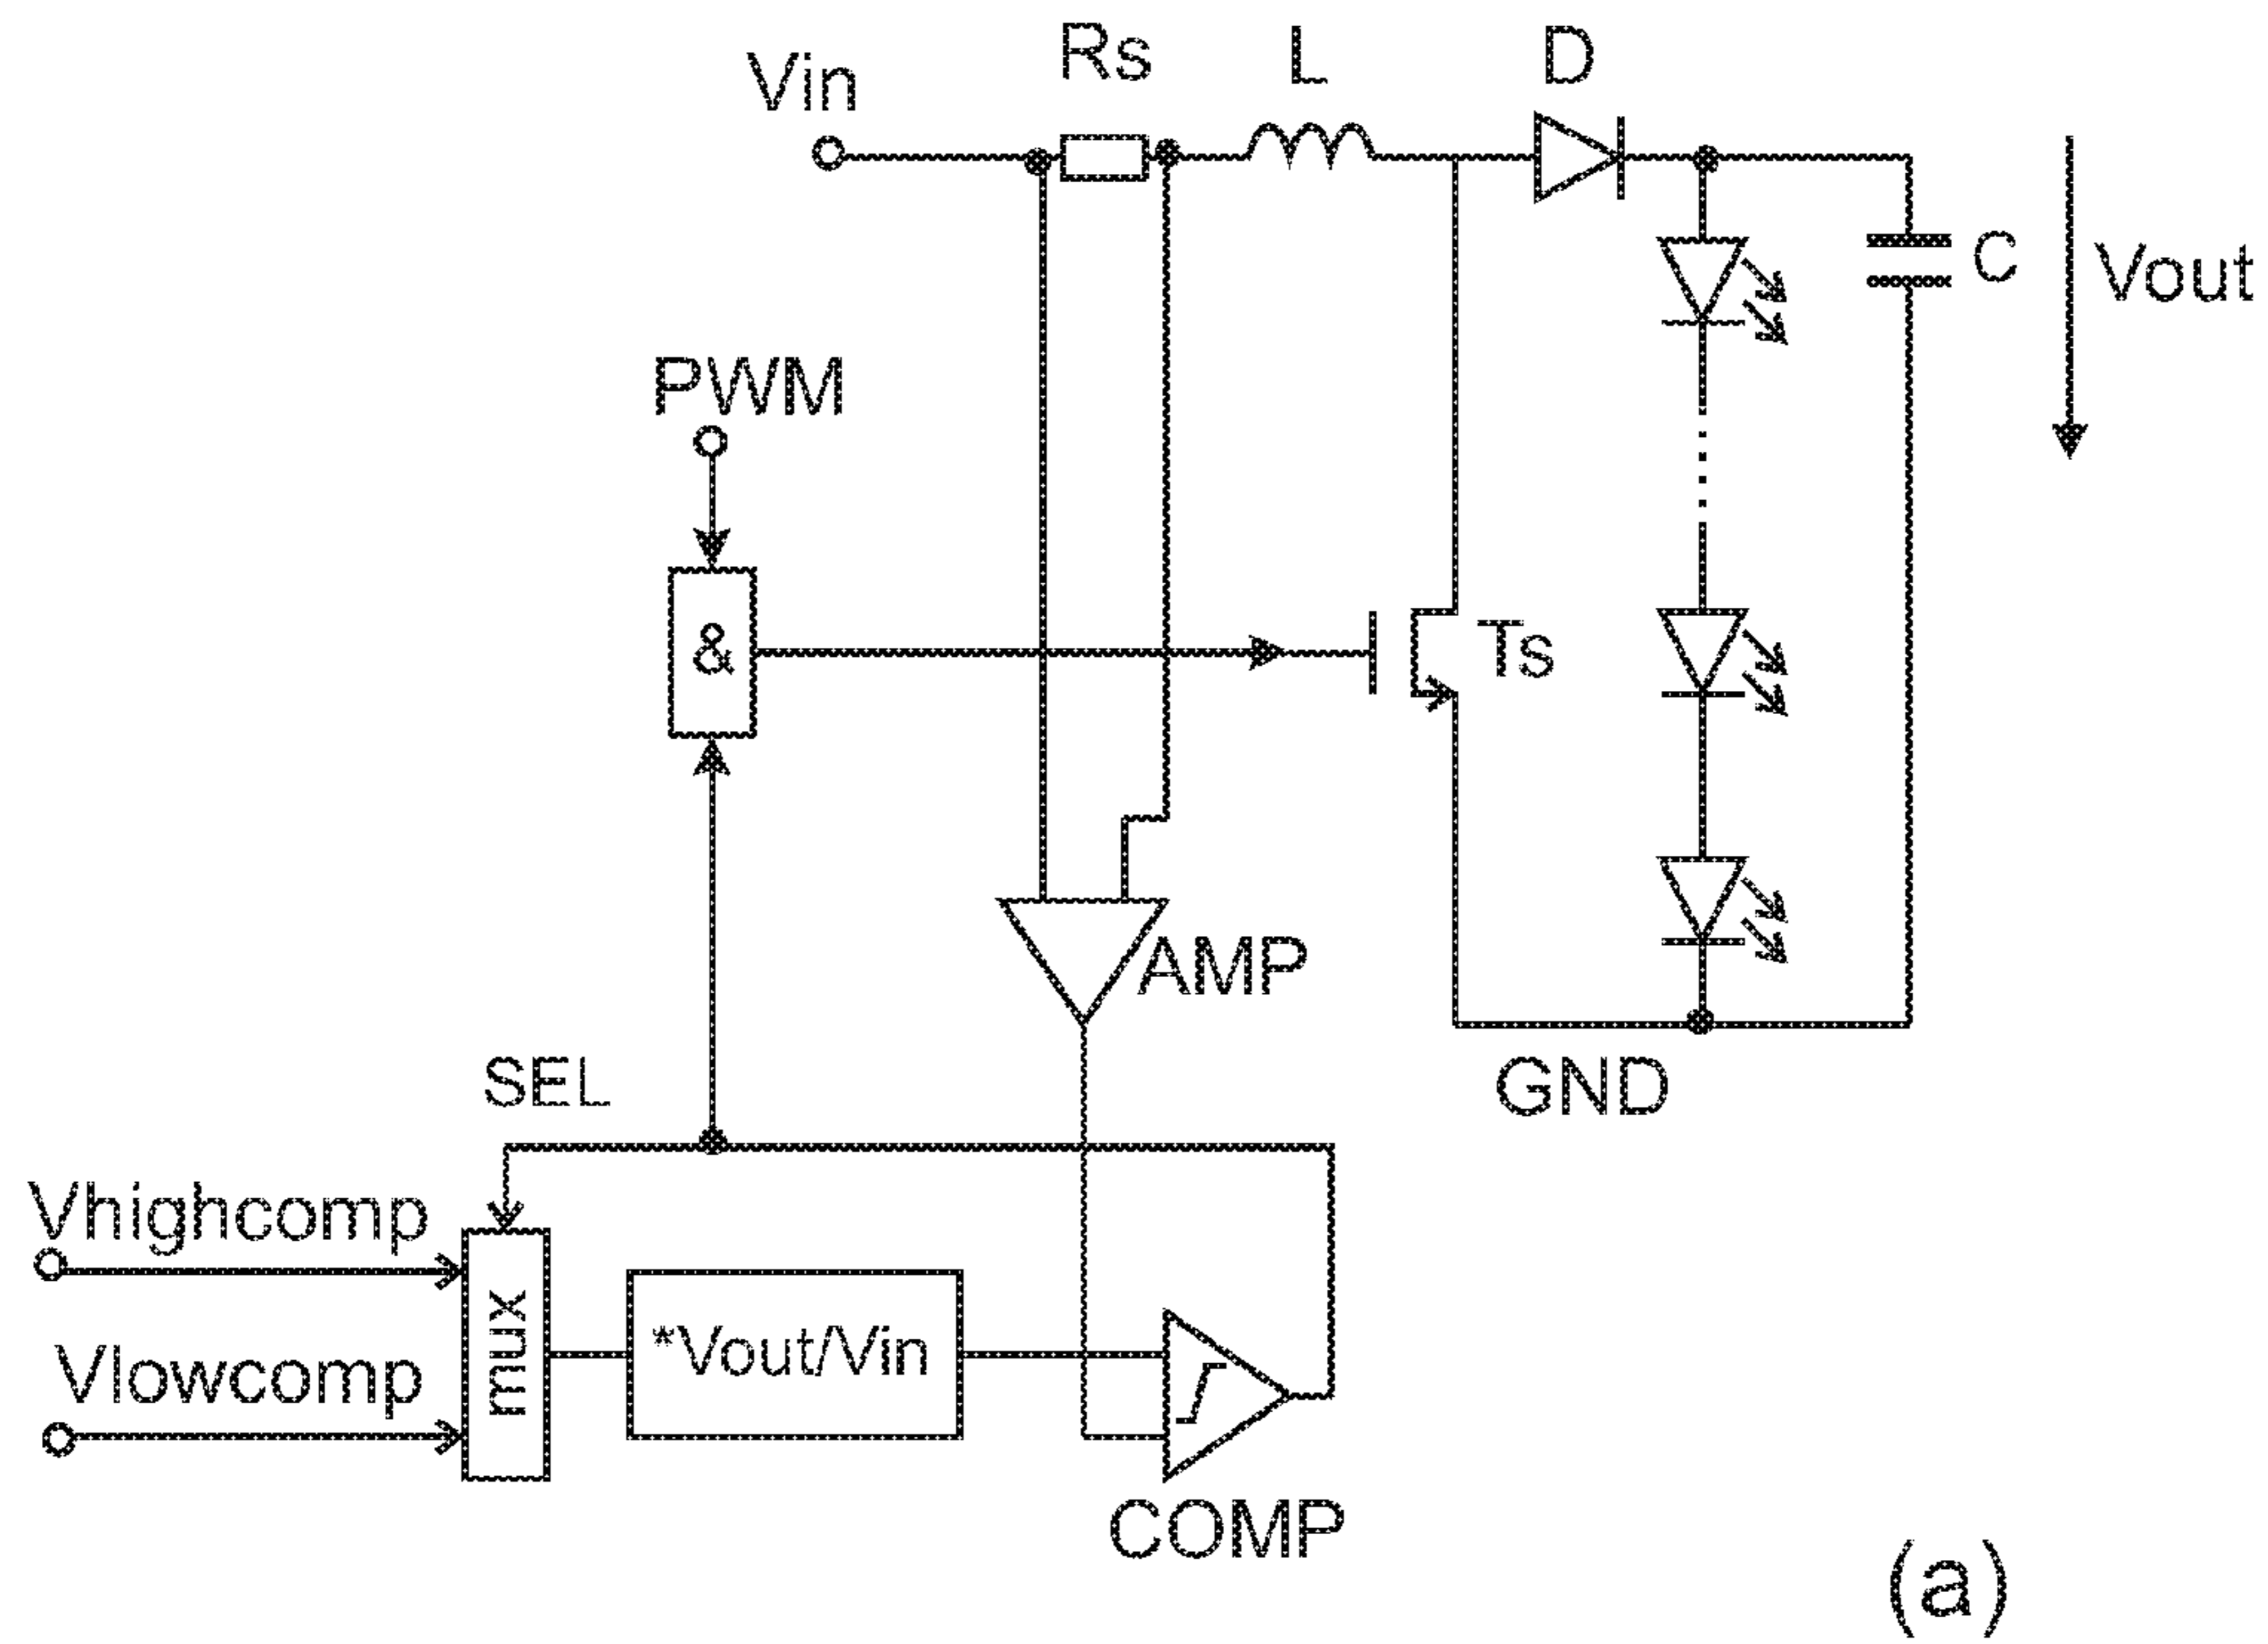 Rs
L
D
Vin
C
Vout
PWM
&
Ts
AMP
SEL
GND
Vhighcomp
mux
*Vout/Vin
Vlowcomp
COMP
(a)